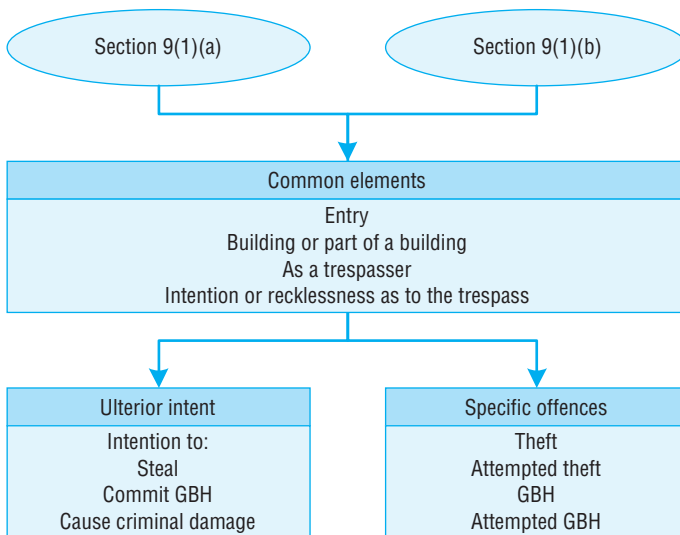 Section 9(1)(a)
Section 9(1)(b)
Common elements
Entry
Building or part of a building
As a trespasser
Intention or recklessness as to the trespass
Ulterior intent
Intention to:
Steal
Commit GBH
Cause criminal damage
Specific offences
Theft
Attempted theft
GBH
Attempted GBH